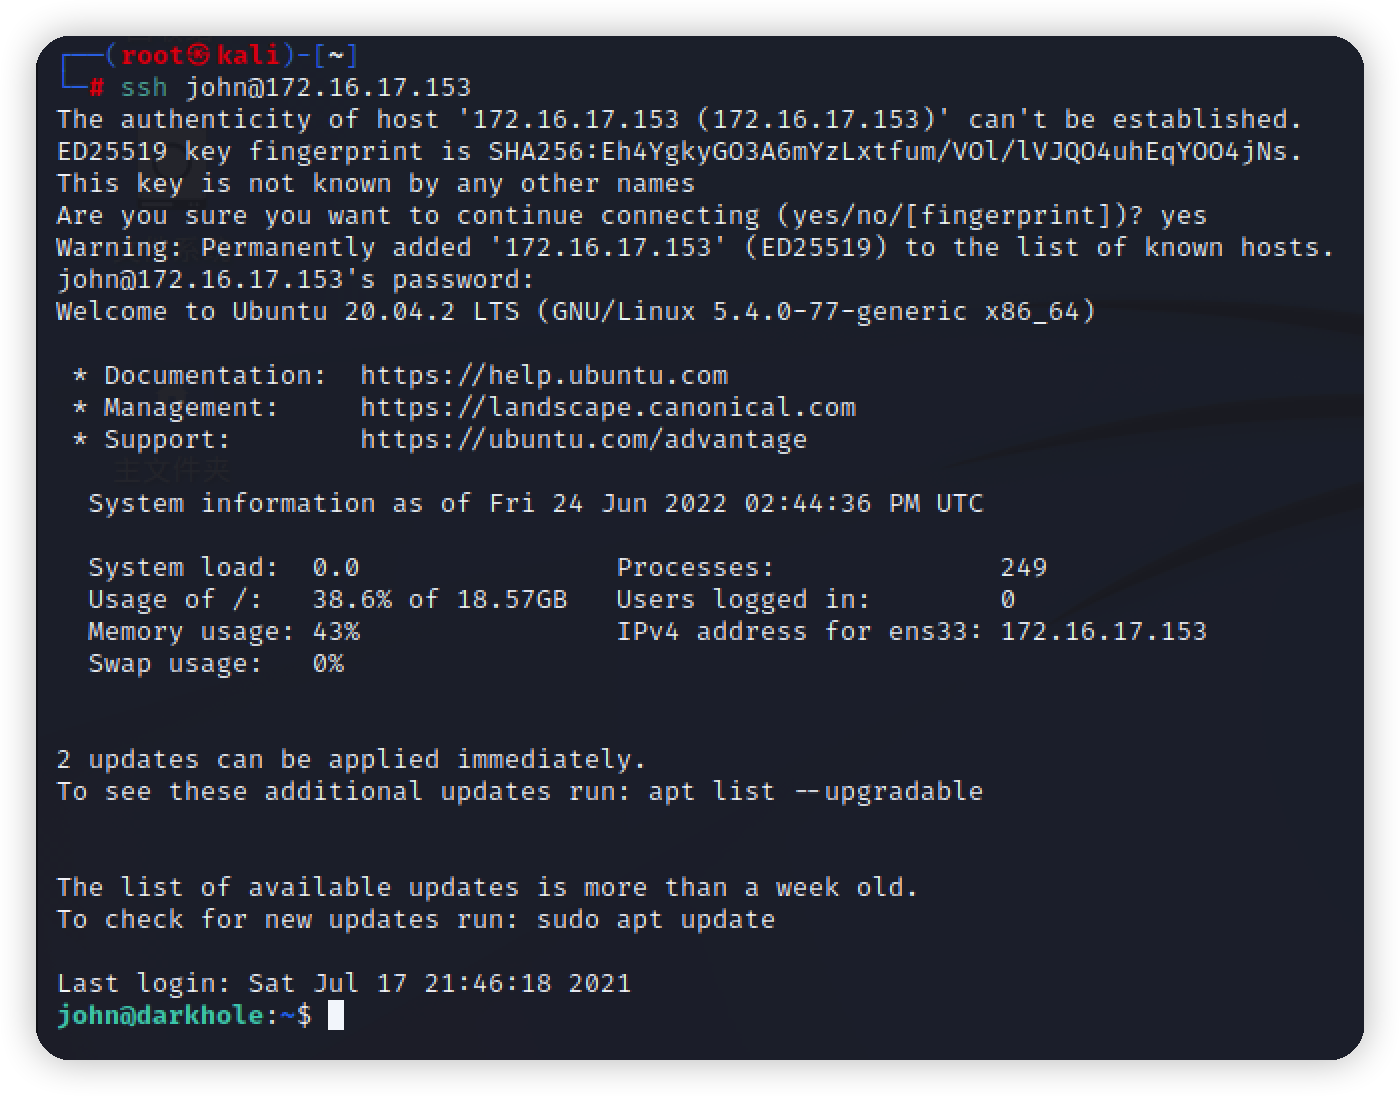 ┌──(root㉿kali)-[~]
└─# ssh john@172.16.17.153
The authenticity of host '172.16.17.153 (172.16.17.153)' can't be established.
ED25519 key fingerprint is SHA256:Eh4YgkyGO3A6mYzLxtfum/VOl/lVJQO4uhEqYOO4jNs.
This key is not known by any other names
Are you sure you want to continue connecting (yes/no/[fingerprint])? yes
Warning: Permanently added '172.16.17.153' (ED25519) to the list of known hosts.
john@172.16.17.153's password:
Welcome to Ubuntu 20.04.2 LTS (GNU/Linux 5.4.0-77-generic x86_64)

 * Documentation:  https://help.ubuntu.com
 * Management:     https://landscape.canonical.com
 * Support:        https://ubuntu.com/advantage
主文件夹

  System information as of Fri 24 Jun 2022 02:44:36 PM UTC

  System load:  0.0                Processes:              249
  Usage of /:   38.6% of 18.57GB   Users logged in:        0
  Memory usage: 43%                IPv4 address for ens33: 172.16.17.153
  Swap usage:   0%


2 updates can be applied immediately.
To see these additional updates run: apt list --upgradable


The list of available updates is more than a week old.
To check for new updates run: sudo apt update

Last login: Sat Jul 17 21:46:18 2021
john@darkhole:~$